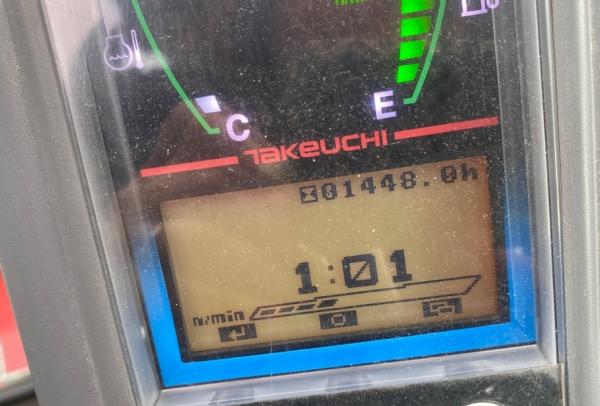 C
E
TAKEUCHI
01448.0h
1:01
n/min